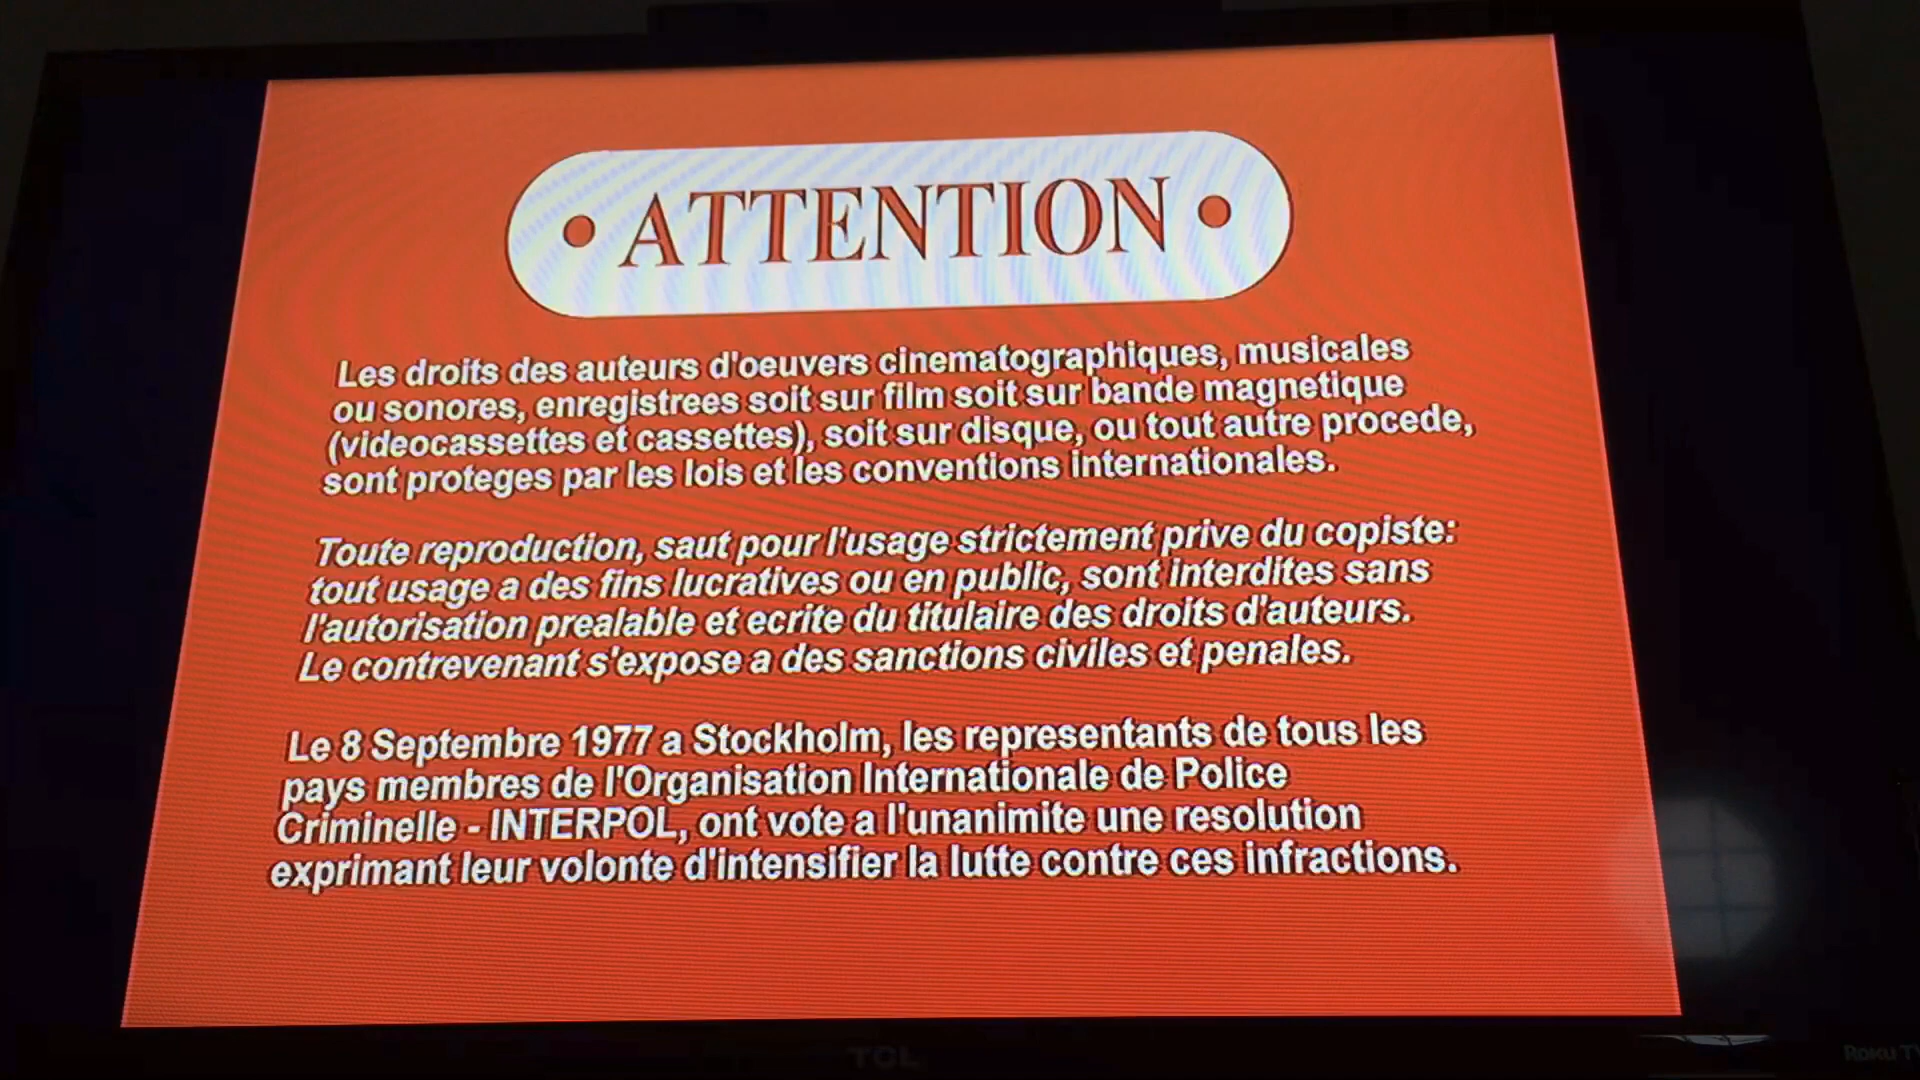 • ATTENTION •
Les droits des auteurs d'oeuvers cinematographiques, musicales
ou sonores, enregistrees soit sur film soit sur bande magnetique
(videocassettes et cassettes), soit sur disque, ou tout autre procede,
sont proteges par les lois et les conventions internationales.
Toute reproduction, saut pour l'usage strictement prive du copiste:
tout usage a des fins lucratives ou en public, sont interdites sans
l'autorisation prealable et ecrite du titulaire des droits d'auteurs.
Le contrevenant s'expose a des sanctions civiles et penales.
Le 8 Septembre 1977 a Stockholm, les representants de tous les
pays membres de l'Organisation Internationale de Police
Criminelle - INTERPOL, ont vote a l'unanimite une resolution
exprimant leur volonte d'intensifier la lutte contre ces infractions.
TCL
Roku TV